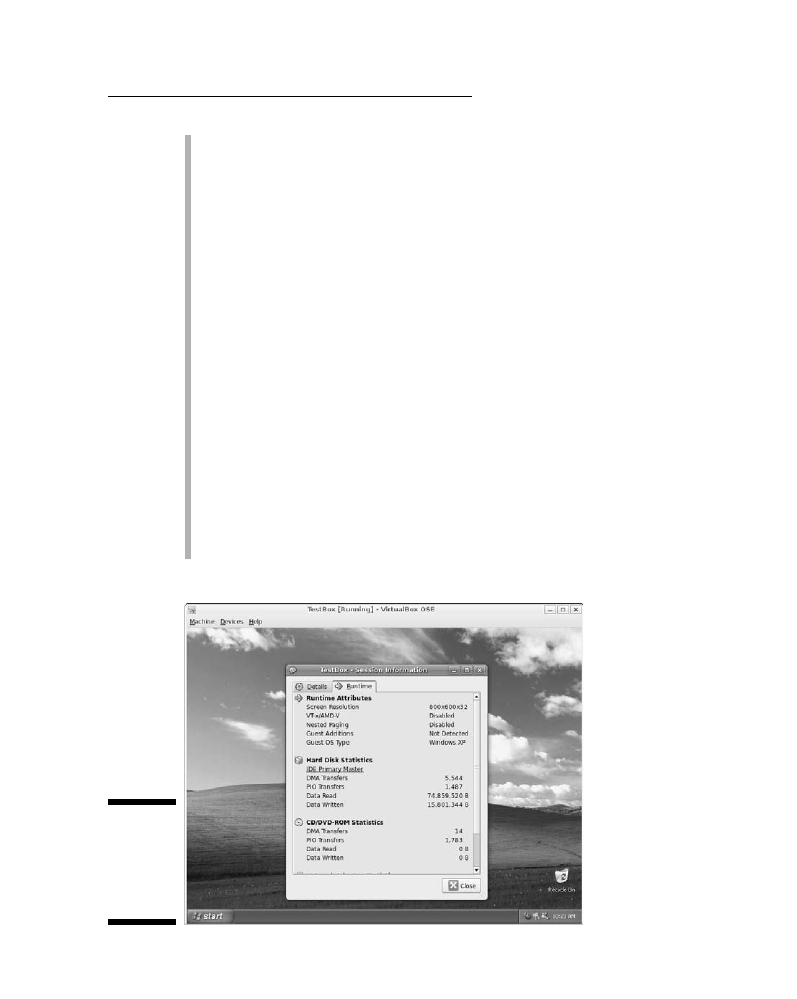 TestBox [Running] - VirtualBox OSE
Machine Devices Help
TestBox - Session Information
Details Runtime
Runtime Attributes
Screen Resolution 800x600x32
VT-x/AMD-V Disabled
Nested Paging Disabled
Guest Additions Not Detected
Guest OS Type Windows XP
Hard Disk Statistics
IDE Primary Master
DMA Transfers 5,544
PIO Transfers 1,487
Data Read 74,859,520 B
Data Written 15,801,344 B
CD/DVD-ROM Statistics
DMA Transfers 14
PIO Transfers 1,783
Data Read 0 B
Data Written 0 B
Close
Recycle Bin
start